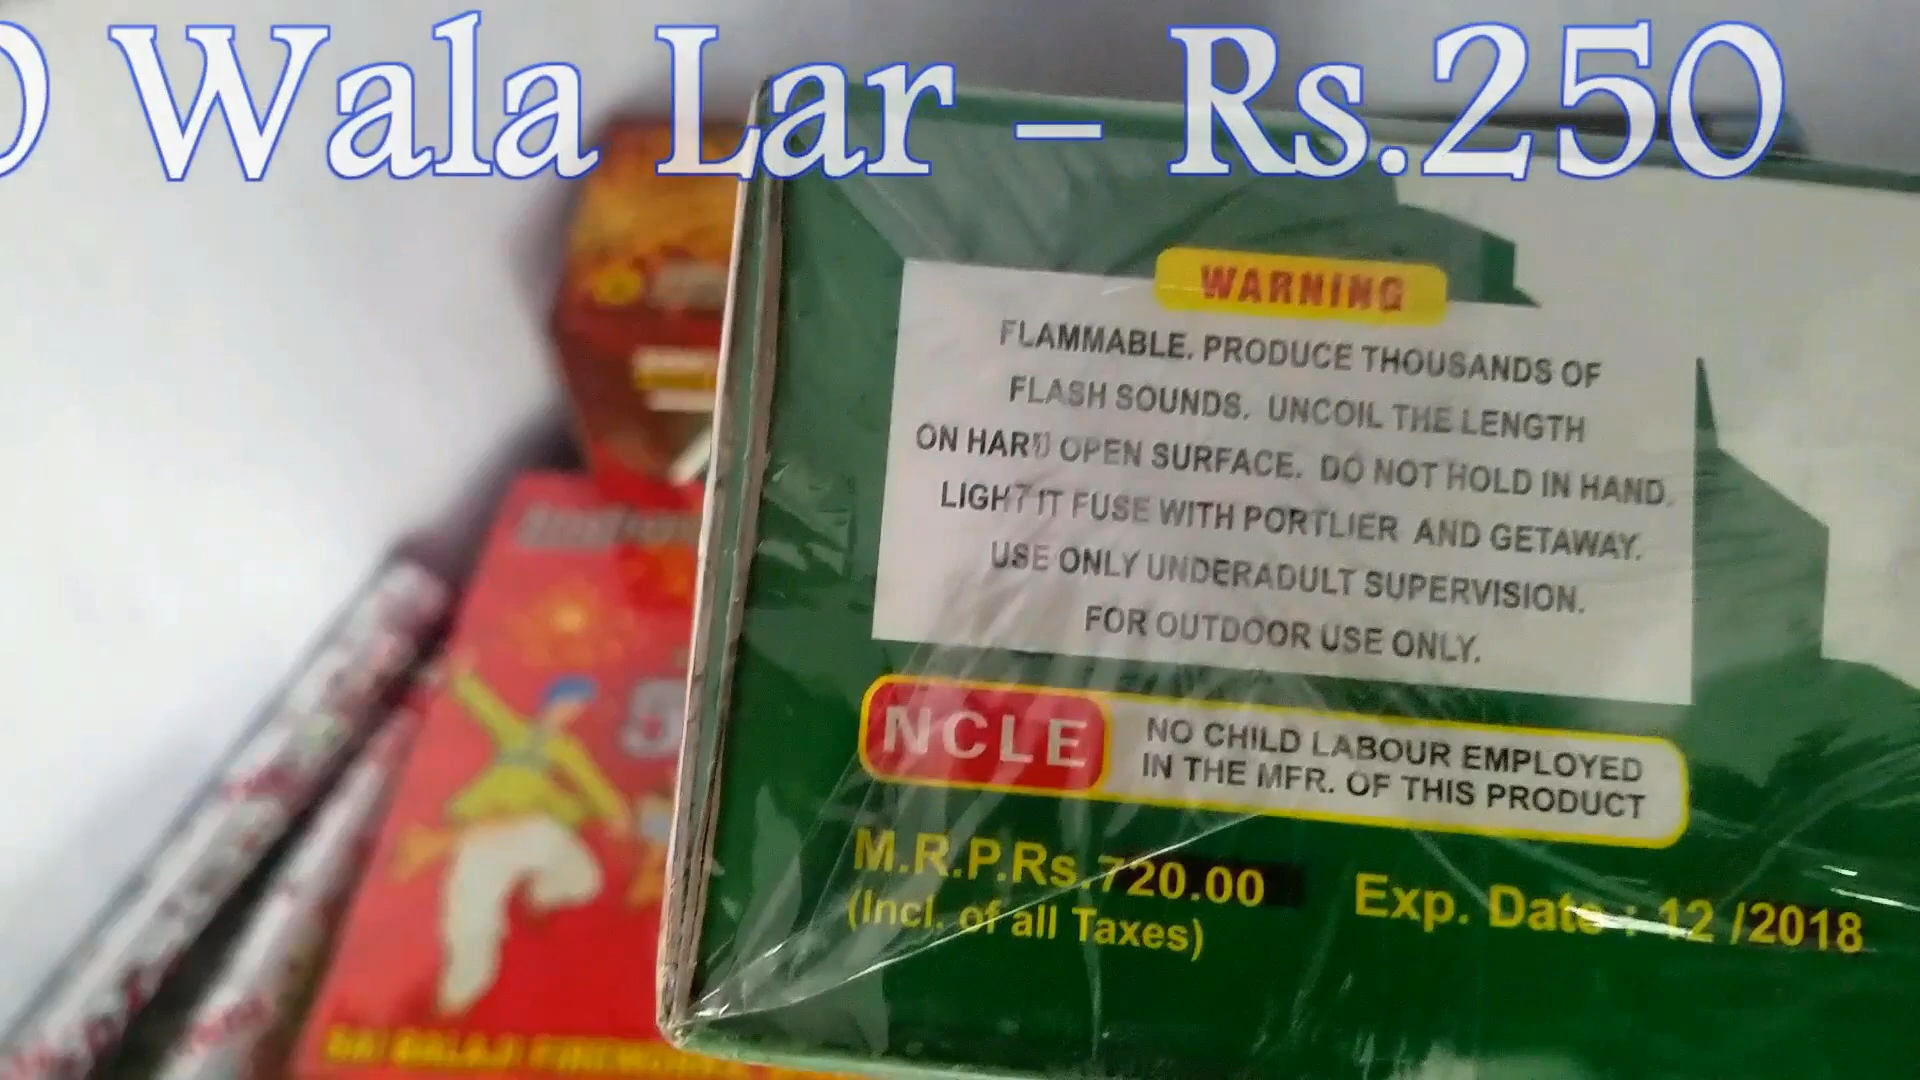 0 Wala Lar – Rs.250
WARNING
FLAMMABLE. PRODUCE THOUSANDS OF
FLASH SOUNDS. UNCOIL THE LENGTH
ON HARD OPEN SURFACE. DO NOT HOLD IN HAND.
LIGHT IT FUSE WITH PORTLIER AND GETAWAY.
USE ONLY UNDERADULT SUPERVISION.
FOR OUTDOOR USE ONLY.
NCLE
NO CHILD LABOUR EMPLOYED
IN THE MFR. OF THIS PRODUCT
M.R.P.Rs.720.00
(Incl. of all Taxes)
Exp. Date : 12 /2018
5